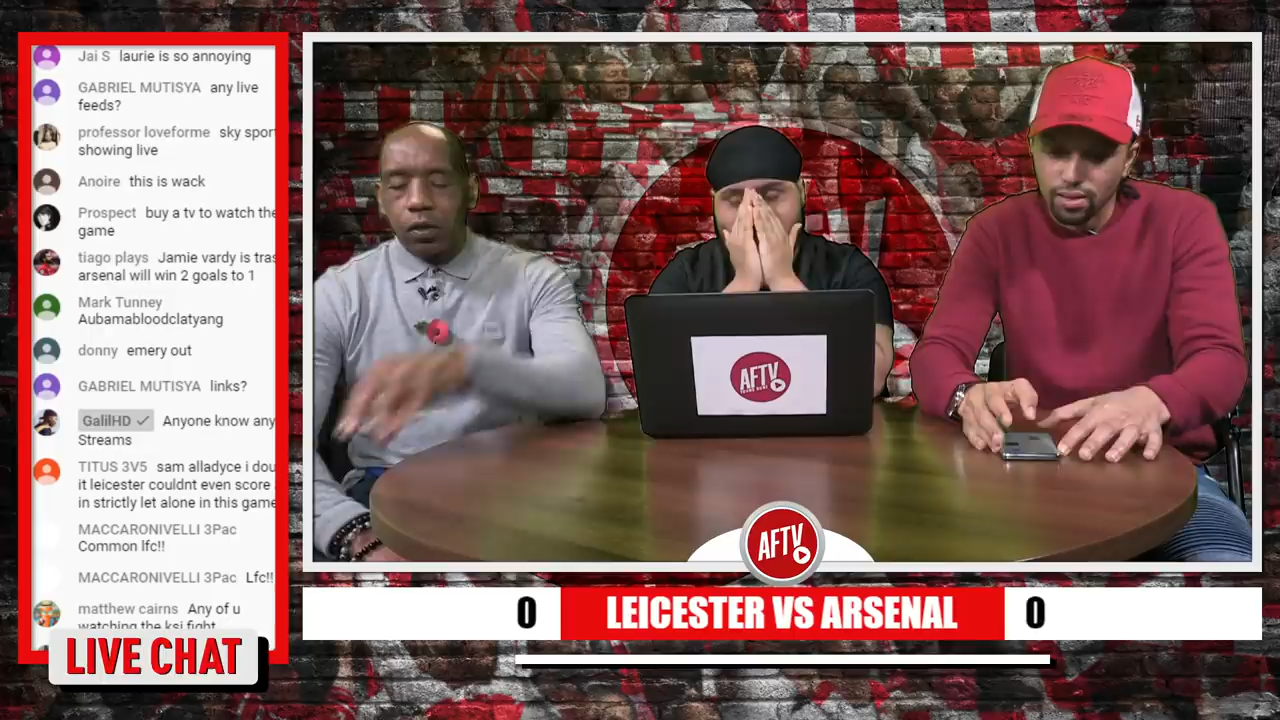 Jai S laurie is so annoying
GABRIEL MUTISYA any live
feeds?
professor loveforme sky spor
showing live
Anoire this is wack
Prospect buy a tv to watch the
game
tiago plays Jamie vardy is tras
arsenal will win 2 goals to 1
Mark Tunney
Aubamabloodclatyang
donny emery out
GABRIEL MUTISYA links?
GalilHD ✓ Anyone know any
Streams
TITUS 3V5 sam alladyce i dou
it leicester couldnt even score
in strictly let alone in this game
MACCARONIVELLI 3Pac
Common lfc!!
MACCARONIVELLI 3Pac Lfc!!
matthew cairns Any of u
watching the ksi fight
LIVE CHAT
AFTV
AFTV
0 LEICESTER VS ARSENAL 0